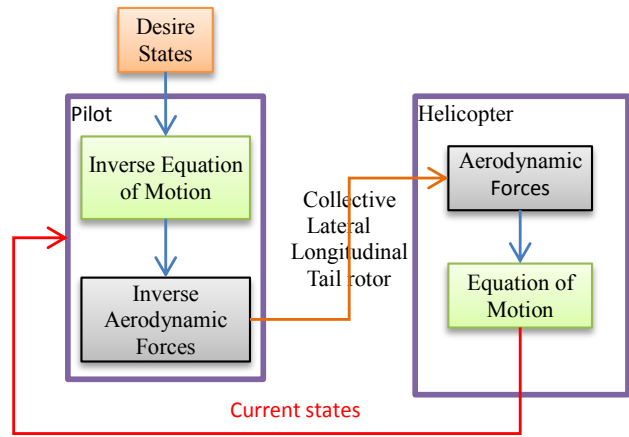 Desire
States
Pilot
Inverse Equation
of Motion
Inverse
Aerodynamic
Forces
Collective
Lateral
Longitudinal
Tail rotor
Helicopter
Aerodynamic
Forces
Equation of
Motion
Current states